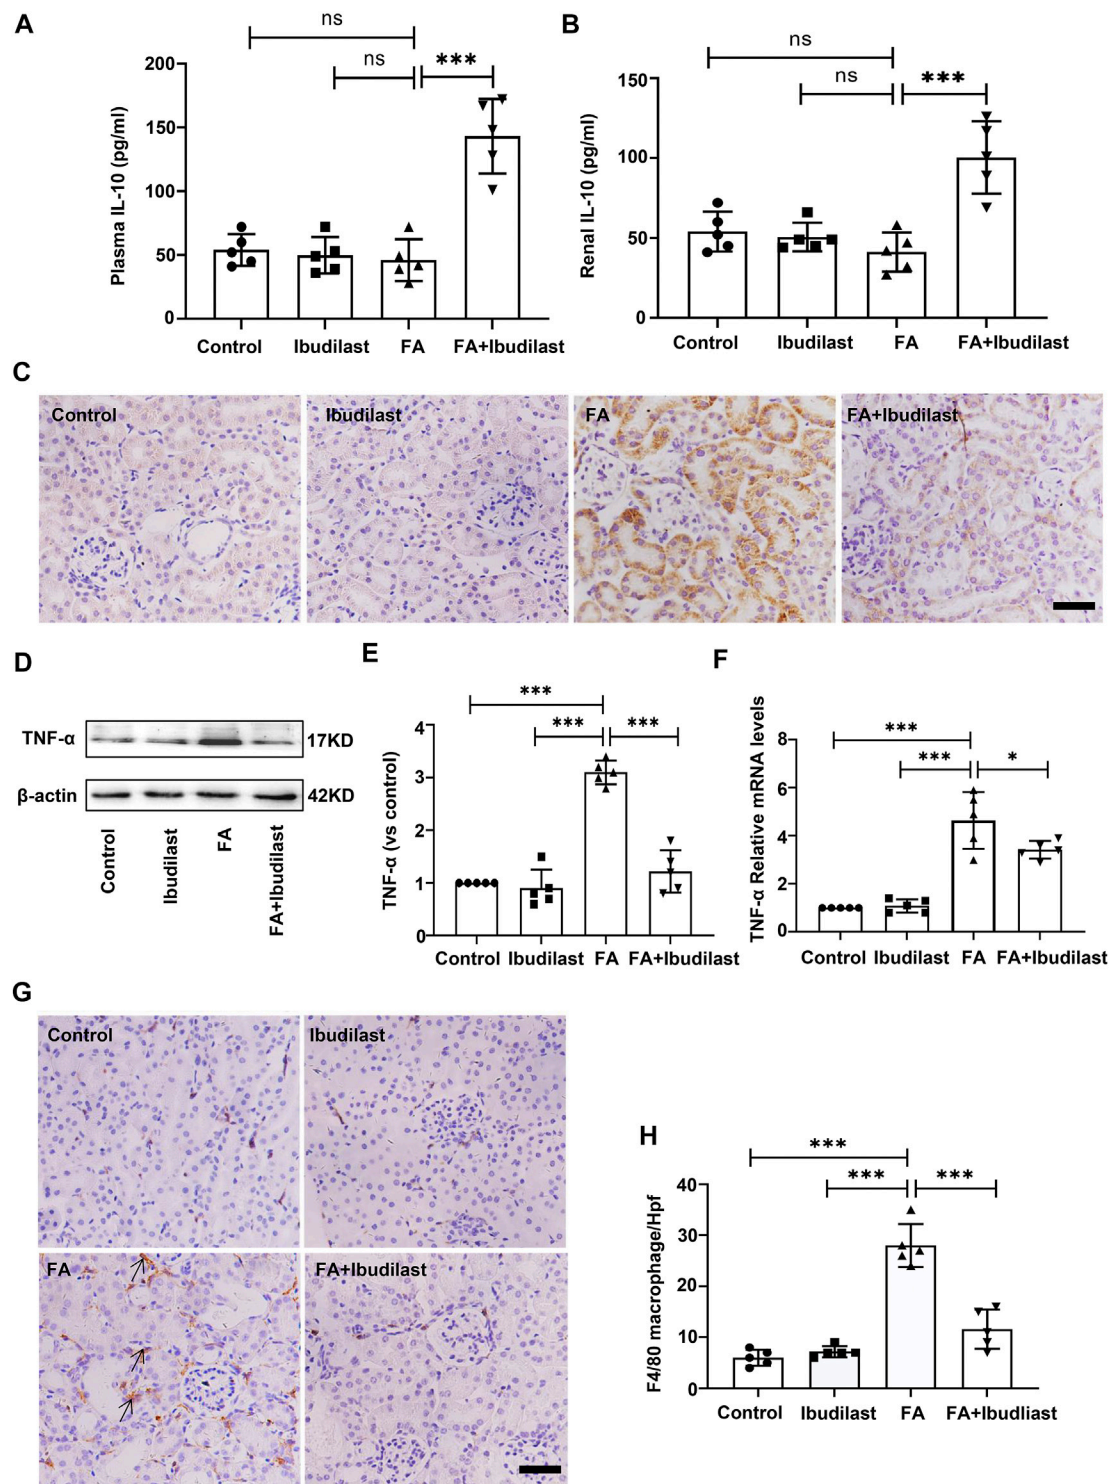 A
ns
ns
***
Plasma IL-10 (pg/ml)
200
150
100
50
0
Control Ibudilast FA FA+Ibudilast
B
ns
ns
***
Renal IL-10 (pg/ml)
150
100
50
0
Control Ibudilast FA FA+Ibudilast
C
Control
Ibudilast
FA
FA+Ibudilast
D
TNF-α
17KD
β-actin
42KD
Control
Ibudilast
FA
FA+Ibudilast
E
***
***
***
TNF-α (vs control)
4
3
2
1
0
Control Ibudilast FA FA+Ibudilast
F
***
***
*
TNF-α Relative mRNA levels
8
6
4
2
0
Control Ibudilast FA FA+Ibudilast
G
Control
Ibudilast
FA
FA+Ibudilast
H
***
***
***
F4/80 macrophage/Hpf
40
30
20
10
0
Control Ibudilast FA FA+Ibudliast